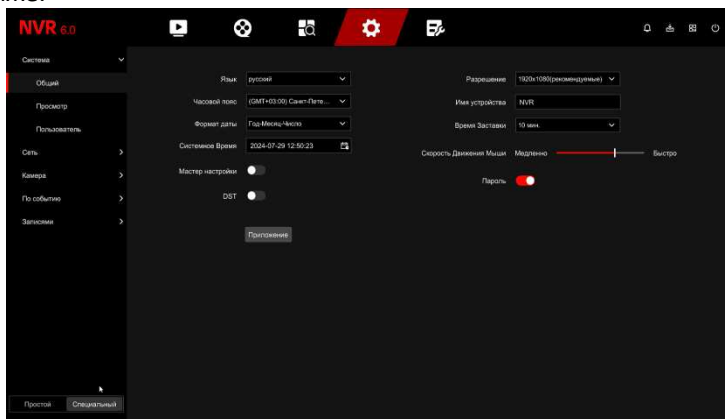 NVR 6.0
Система
Общий
Просмотр
Пользователь
Сеть
Камера
По событию
Записями
Простой
Специальный
Язык русский
Часовой пояс (GMT+03:00) Санкт-Пете...
Формат даты Год-Месяц-Число
Системное Время 2024-07-29 12:50:23
Мастер настройки
DST
Приложение
Разрешение 1920x1080(рекомендуемые)
Имя устройства NVR
Время Заставки 10 мин.
Скорость Движения Мыши Медленно Быстро
Пароль